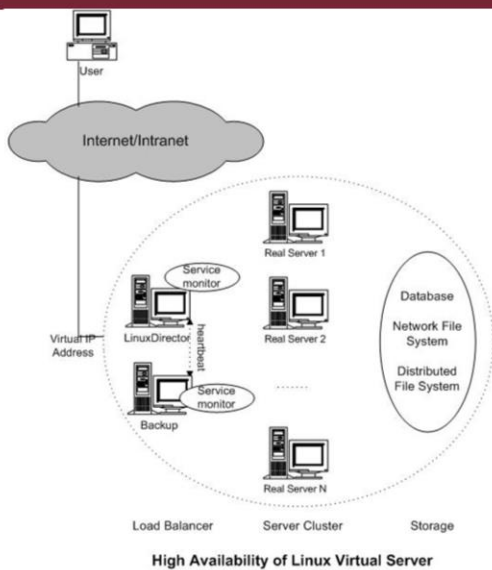 User
Internet/Intranet
Real Server 1
Service
monitor
LinuxDirector
Real Server 2
Virtual IP
Address
heartbeat
Database
Network File
System
Distributed
File System
Service
monitor
Backup
......
Real Server N
Load Balancer
Server Cluster
Storage
High Availability of Linux Virtual Server